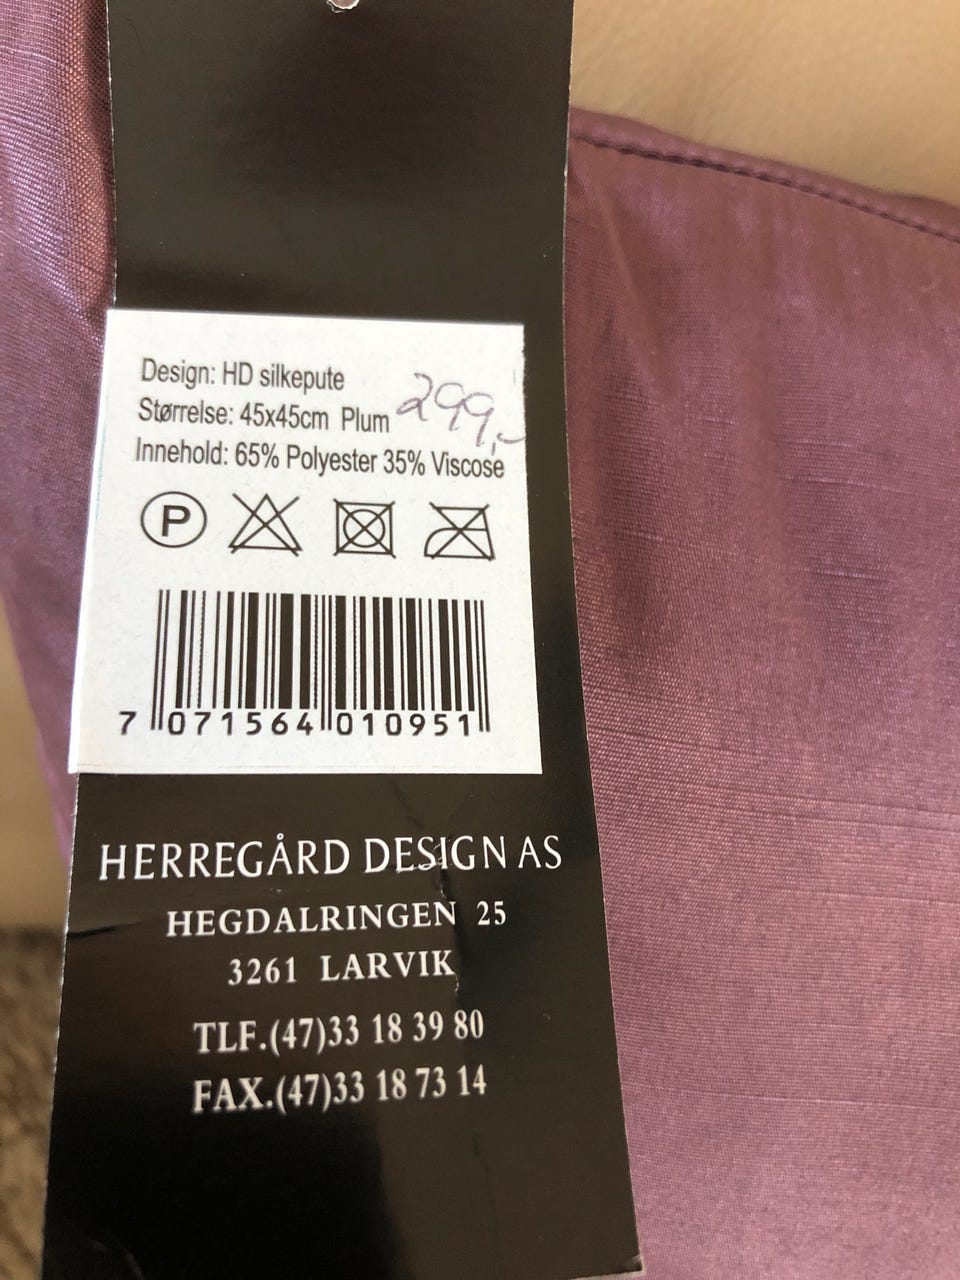 Design: HD silkepute
299,-
Størrelse: 45x45cm Plum
Innehold: 65% Polyester 35% Viscose
P
7 071564 010951
HERREGÅRD DESIGN AS
HEGDALRINGEN 25
3261 LARVIK
TLF.(47)33 18 39 80
FAX.(47)33 18 73 14